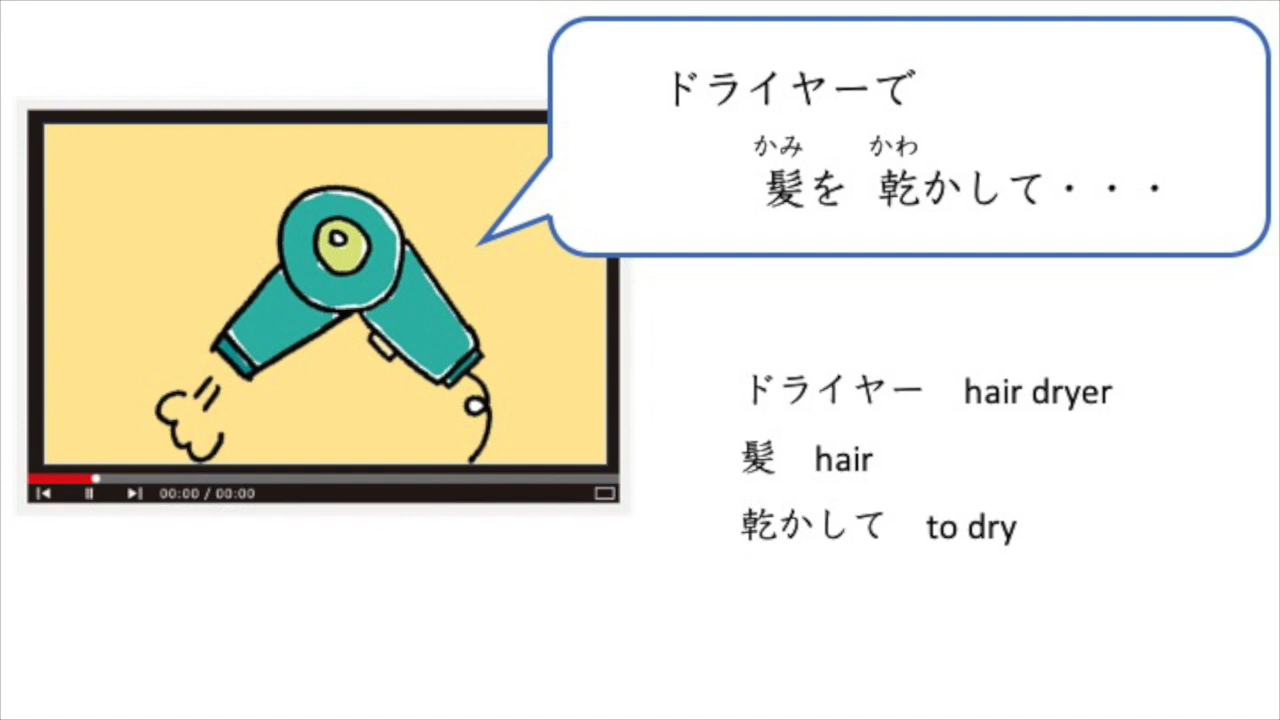 ドライヤーで
かみ かわ
髪を 乾かして・・・
ドライヤー hair dryer
髪 hair
乾かして to dry
00:00 / 00:00